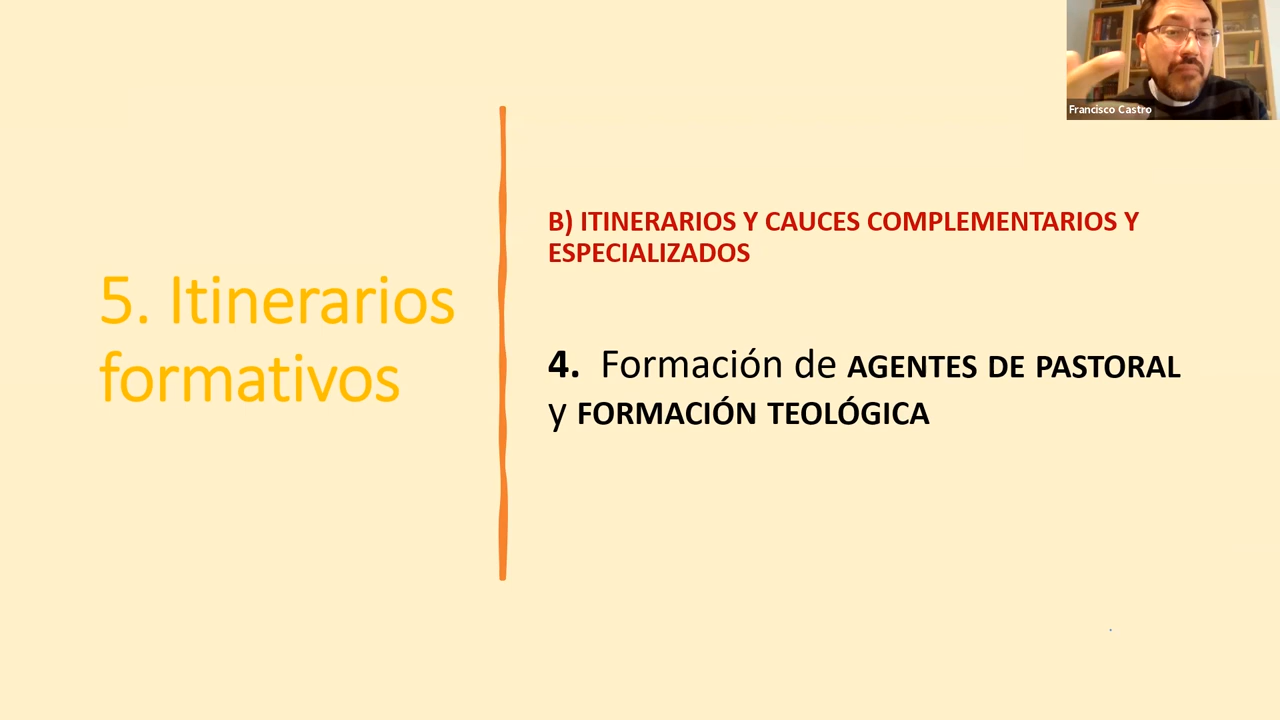 Francisco Castro
5. Itinerarios
formativos
B) ITINERARIOS Y CAUCES COMPLEMENTARIOS Y
ESPECIALIZADOS
4. Formación de AGENTES DE PASTORAL
y FORMACIÓN TEOLÓGICA